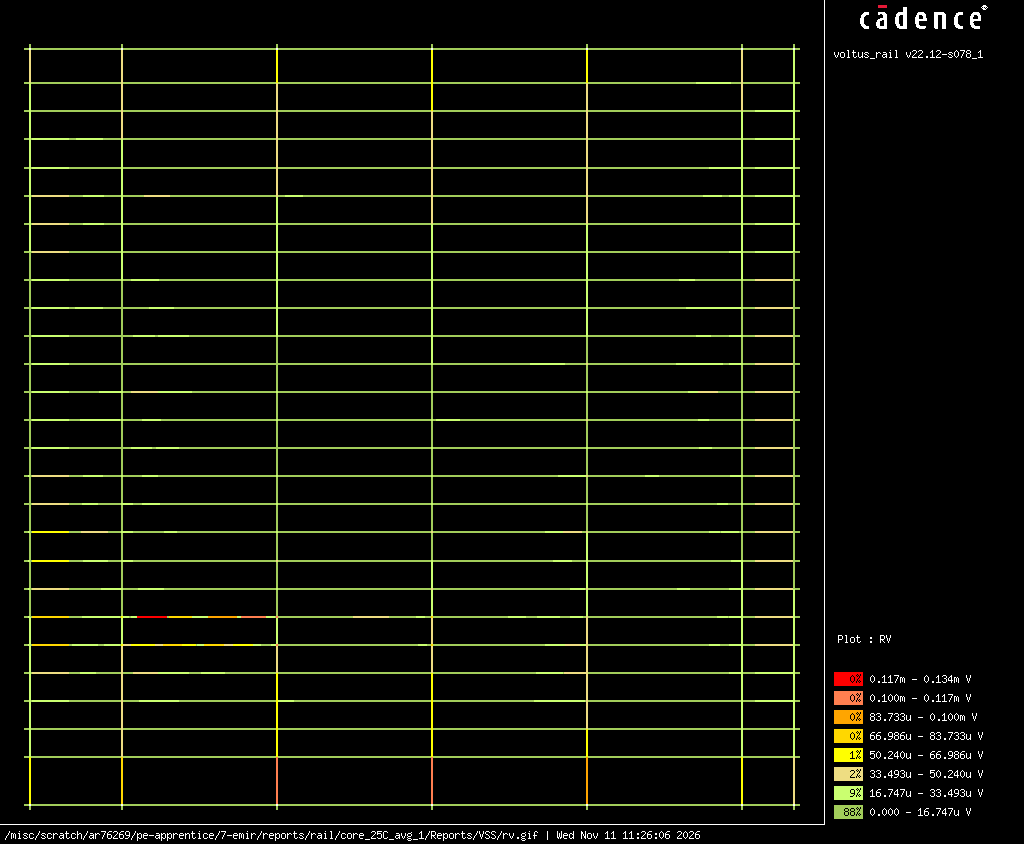 cādence®
voltus_rail v22.12-s078_1
Plot : RV
0% 0.117m - 0.134m V
0% 0.100m - 0.117m V
0% 83.733u - 0.100m V
0% 66.986u - 83.733u V
1% 50.240u - 66.986u V
2% 33.493u - 50.240u V
9% 16.747u - 33.493u V
88% 0.000 - 16.747u V
/misc/scratch/ar76269/pe-apprentice/7-emir/reports/rail/core_25C_avg_1/Reports/VSS/rv.gif | Wed Nov 11 11:26:06 2026